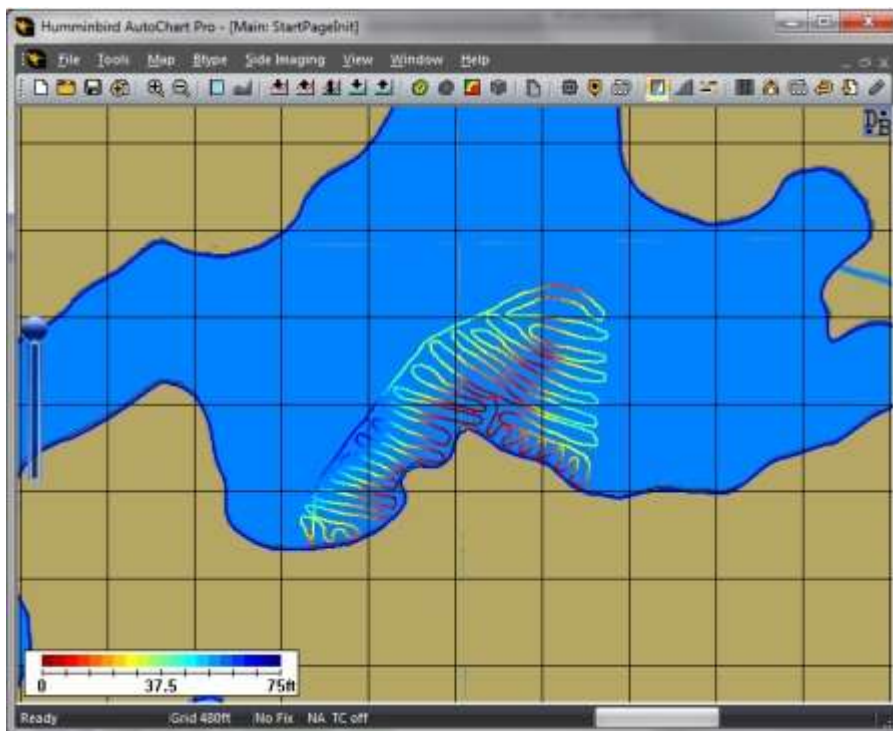 Humminbird AutoChart Pro - [Main: StartPageInit]
File Tools Map Btype Side Imaging View Window Help
0 37.5 75ft
Ready Grid 480ft No Fix NA TC off